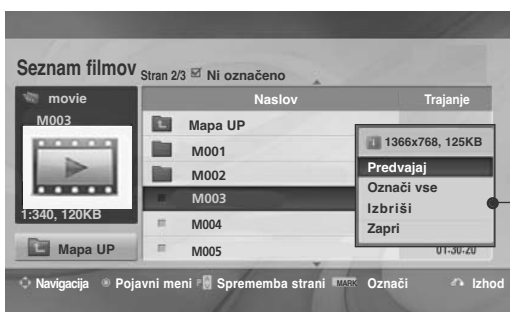 Seznam filmov Stran 2/3 Ni označeno
movie
M003
1:340, 120KB
Mapa UP
Naslov Trajanje
Mapa UP
M001
M002
M003
M004
M005
01:30:20
1366x768, 125KB
Predvajaj
Označi vse
Izbriši
Zapri
Navigacija Pojavni meni P Sprememba strani MARK Označi Izhod